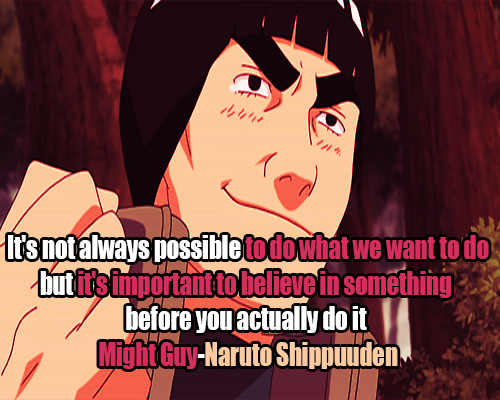 It's not always possible to do what we want to do
but it's important to believe in something
before you actually do it
Might Guy-Naruto Shippuuden